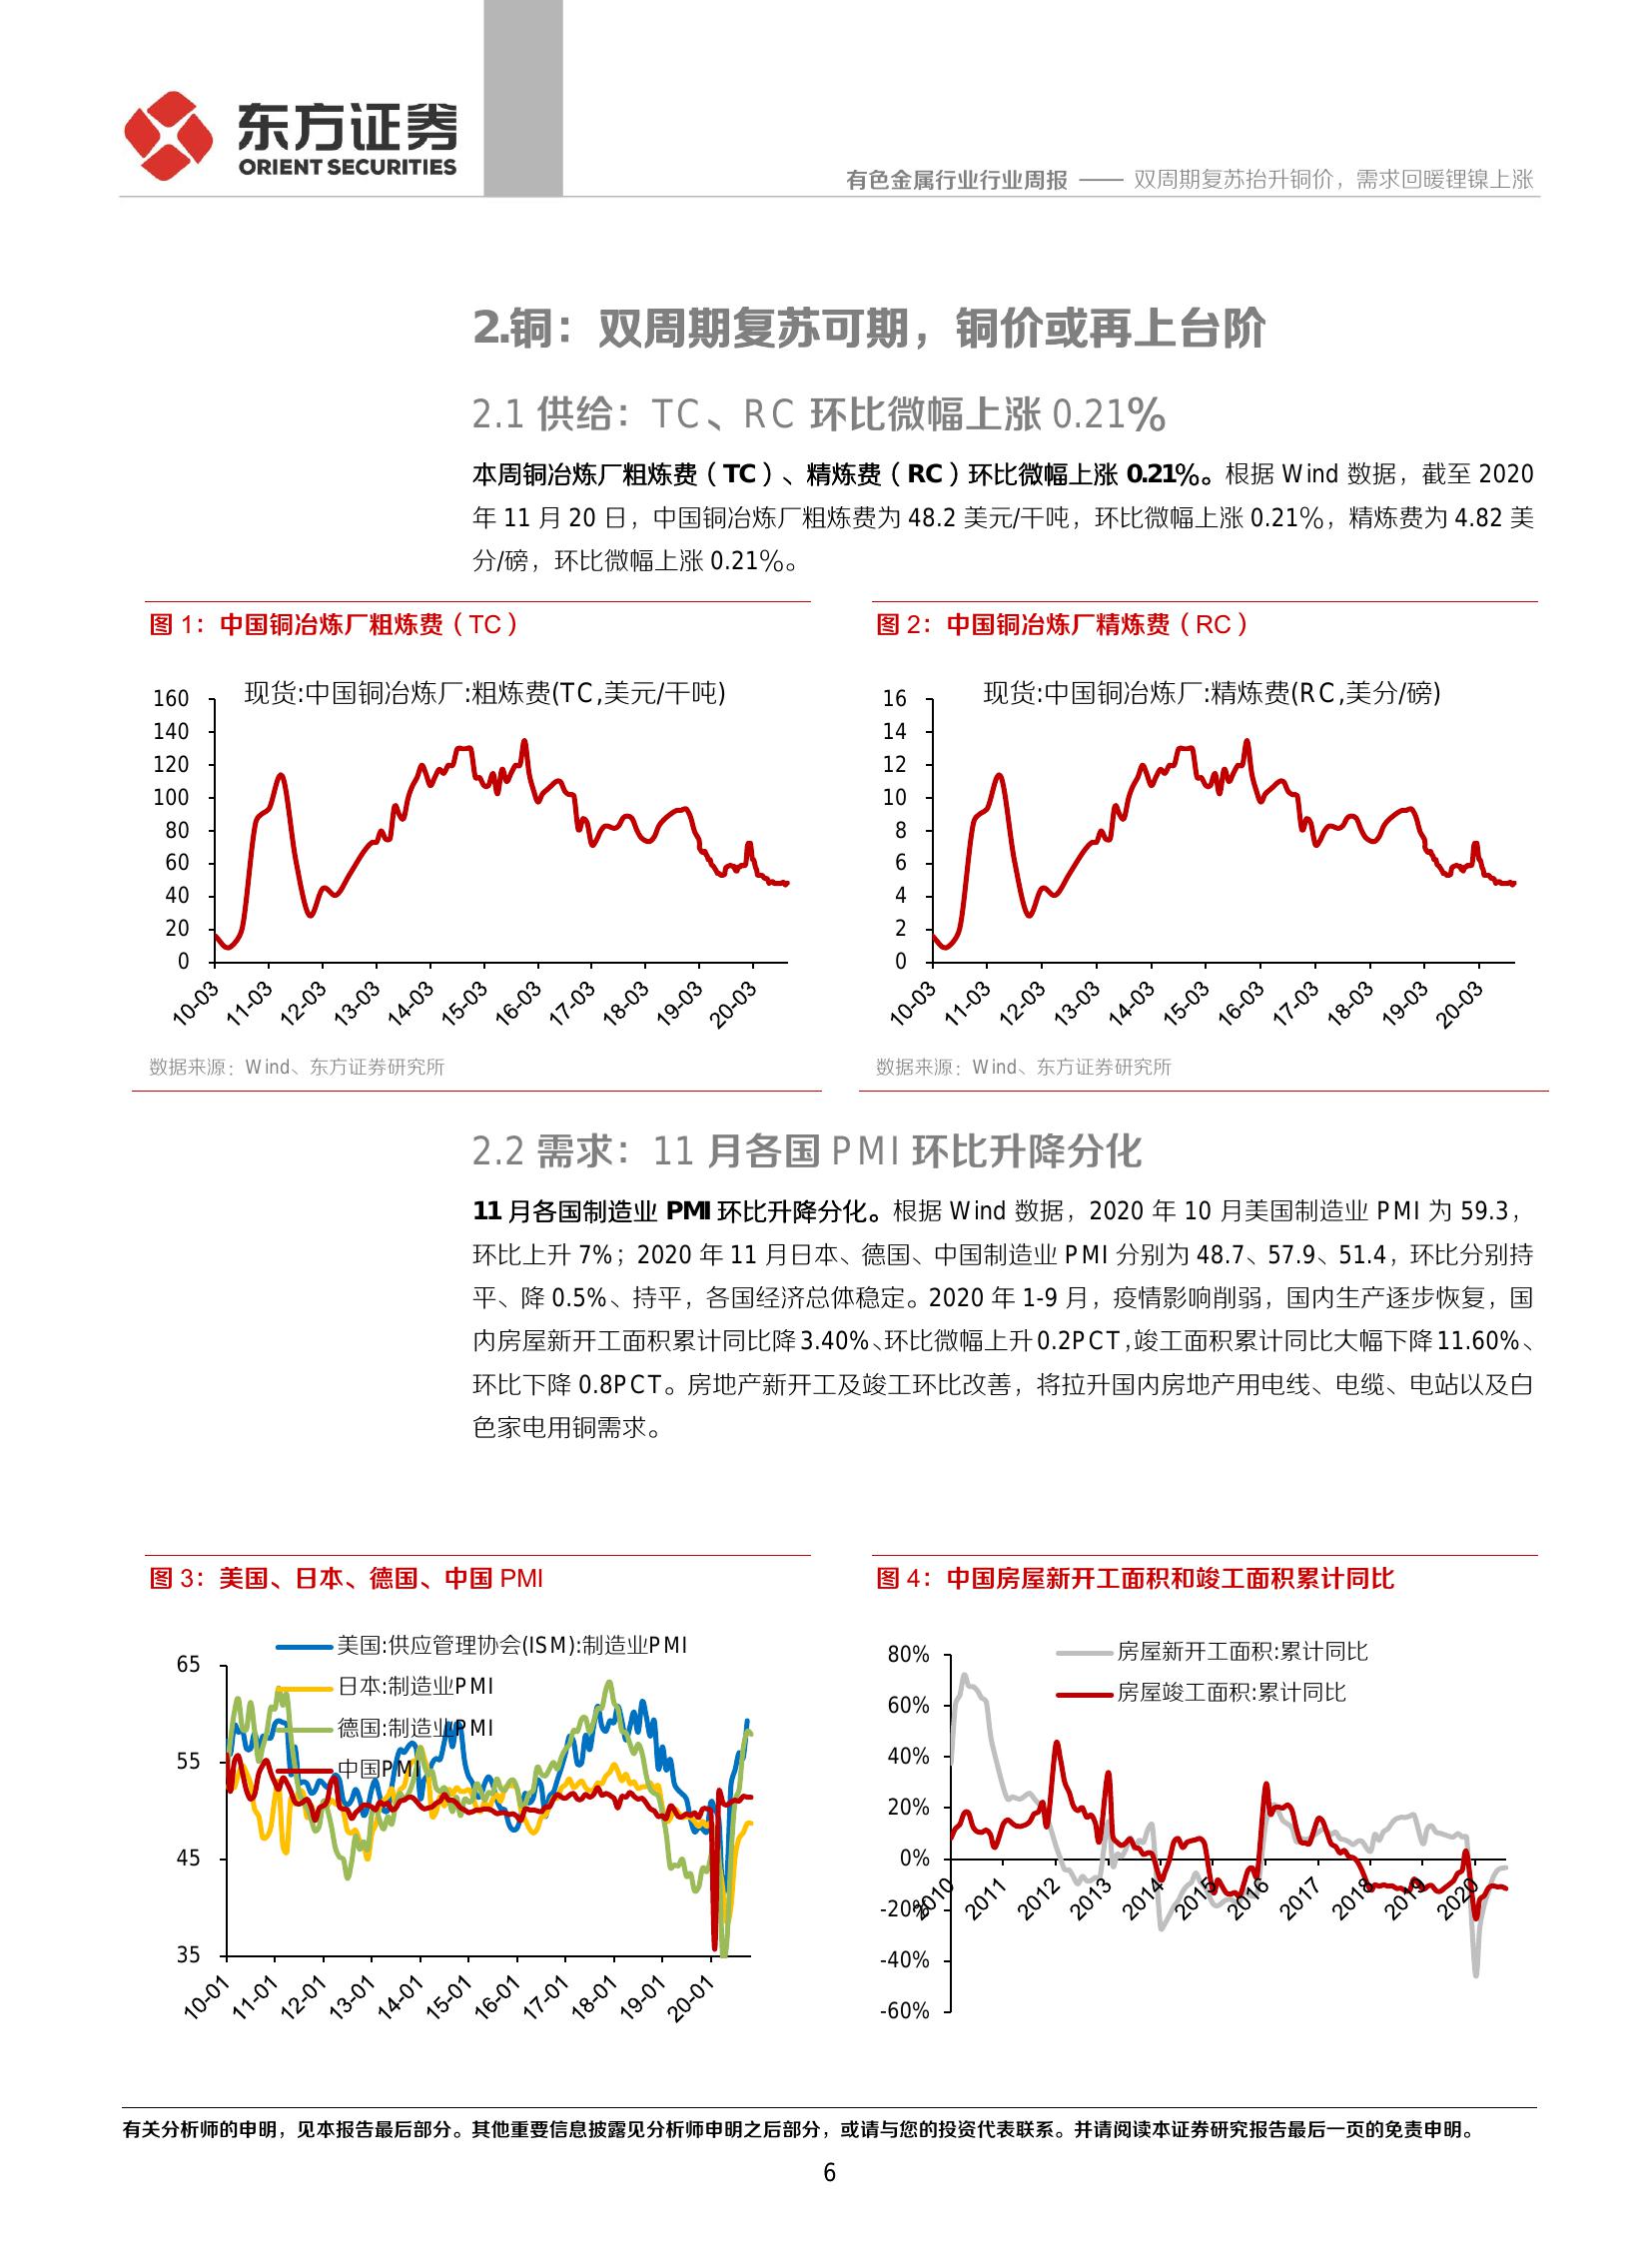 东方证券
ORIENT SECURITIES
有色金属行业行业周报 —— 双周期复苏抬升铜价，需求回暖锂镍上涨
2.铜：双周期复苏可期，铜价或再上台阶
2.1 供给：TC、RC 环比微幅上涨 0.21%
本周铜冶炼厂粗炼费（TC）、精炼费（RC）环比微幅上涨 0.21%。根据 Wind 数据，截至 2020
年 11 月 20 日，中国铜冶炼厂粗炼费为 48.2 美元/干吨，环比微幅上涨 0.21%，精炼费为 4.82 美
分/磅，环比微幅上涨 0.21%。
图 1：中国铜冶炼厂粗炼费（TC）
现货:中国铜冶炼厂:粗炼费(TC,美元/干吨)
160
140
120
100
80
60
40
20
0
10-03
11-03
12-03
13-03
14-03
15-03
16-03
17-03
18-03
19-03
20-03
数据来源：Wind、东方证券研究所
图 2：中国铜冶炼厂精炼费（RC）
现货:中国铜冶炼厂:精炼费(RC,美分/磅)
16
14
12
10
8
6
4
2
0
10-03
11-03
12-03
13-03
14-03
15-03
16-03
17-03
18-03
19-03
20-03
数据来源：Wind、东方证券研究所
2.2 需求：11 月各国 PMI 环比升降分化
11 月各国制造业 PMI 环比升降分化。根据 Wind 数据，2020 年 10 月美国制造业 PMI 为 59.3，
环比上升 7%；2020 年 11 月日本、德国、中国制造业 PMI 分别为 48.7、57.9、51.4，环比分别持
平、降 0.5%、持平，各国经济总体稳定。2020 年 1-9 月，疫情影响削弱，国内生产逐步恢复，国
内房屋新开工面积累计同比降 3.40%、环比微幅上升 0.2PCT，竣工面积累计同比大幅下降 11.60%、
环比下降 0.8PCT。房地产新开工及竣工环比改善，将拉升国内房地产用电线、电缆、电站以及白
色家电用铜需求。
图 3：美国、日本、德国、中国 PMI
美国:供应管理协会(ISM):制造业PMI
日本:制造业PMI
德国:制造业PMI
中国PMI
65
55
45
35
10-01
11-01
12-01
13-01
14-01
15-01
16-01
17-01
18-01
19-01
20-01
图 4：中国房屋新开工面积和竣工面积累计同比
房屋新开工面积:累计同比
房屋竣工面积:累计同比
80%
60%
40%
20%
0%
-20%
-40%
-60%
2010
2011
2012
2013
2014
2015
2016
2017
2018
2019
2020
有关分析师的申明，见本报告最后部分。其他重要信息披露见分析师申明之后部分，或请与您的投资代表联系。并请阅读本证券研究报告最后一页的免责申明。
6